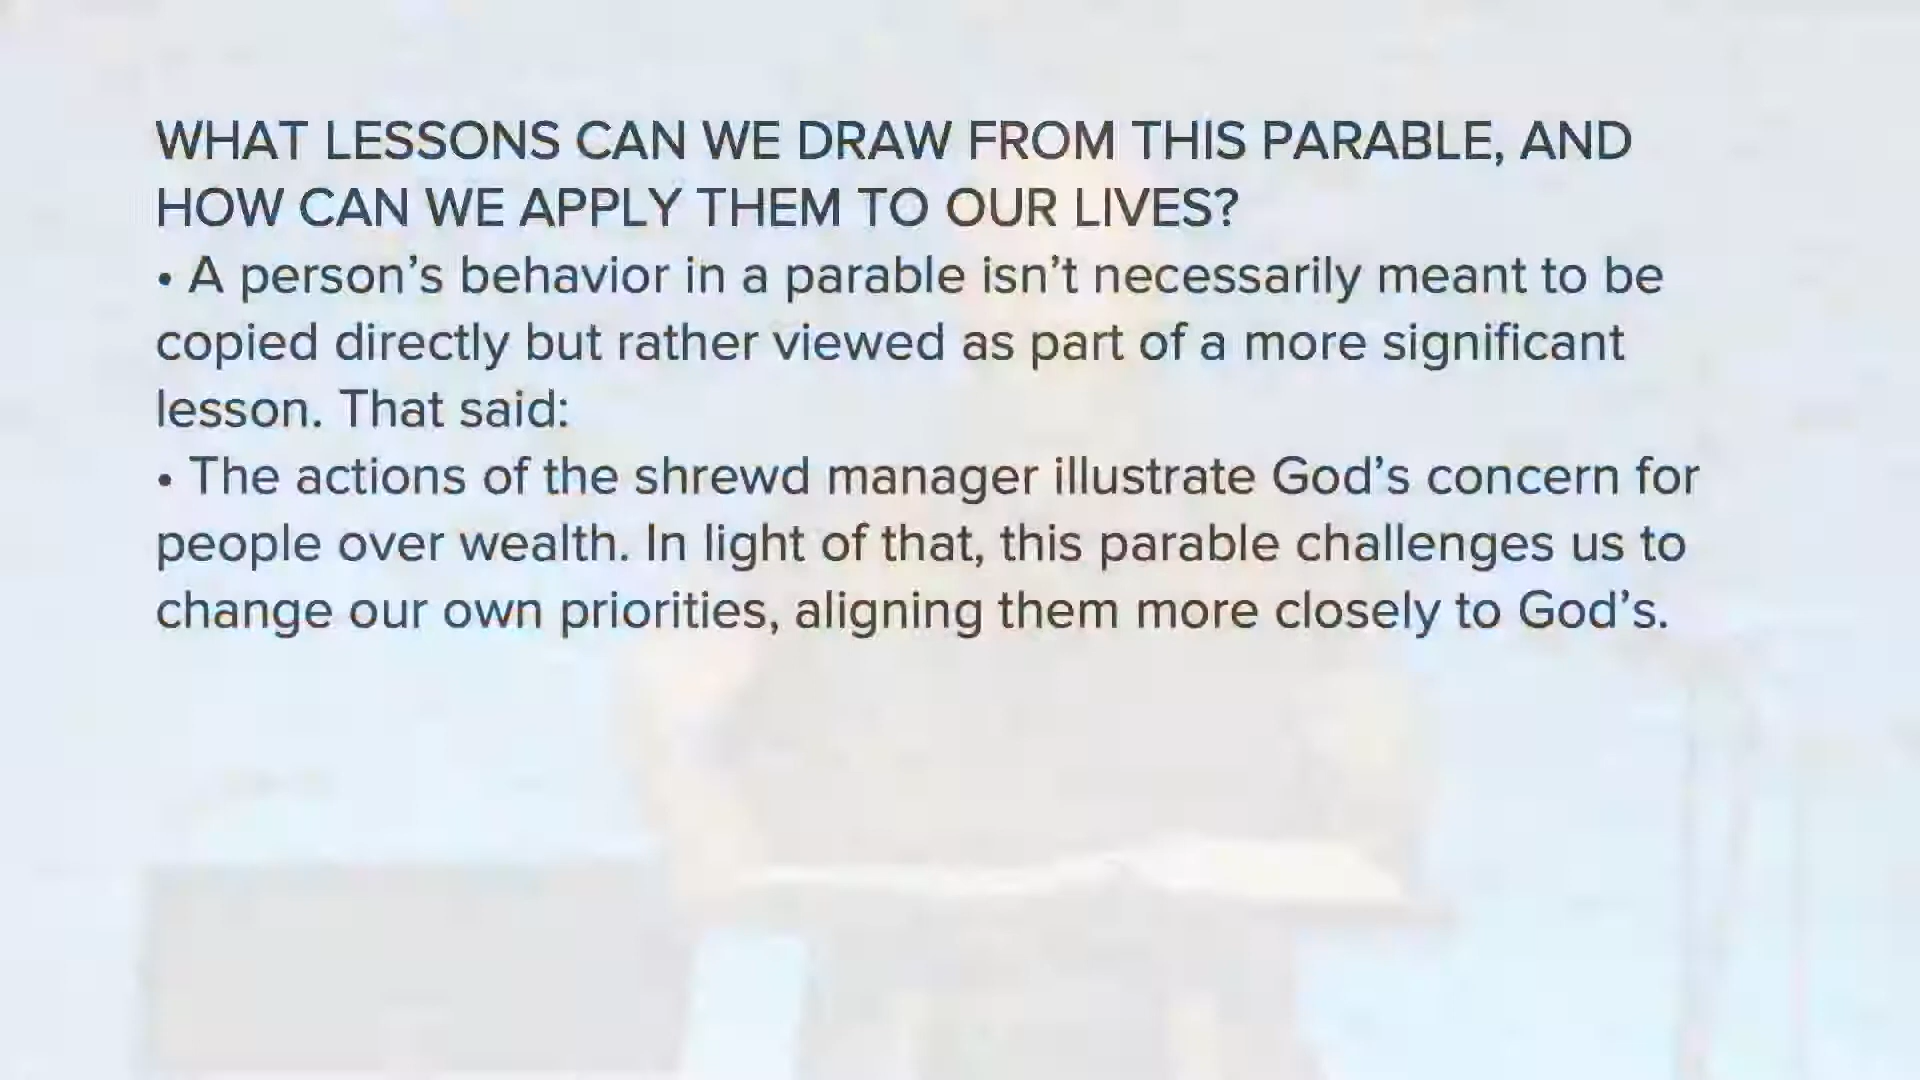 WHAT LESSONS CAN WE DRAW FROM THIS PARABLE, AND
HOW CAN WE APPLY THEM TO OUR LIVES?
• A person’s behavior in a parable isn’t necessarily meant to be
copied directly but rather viewed as part of a more significant
lesson. That said:
• The actions of the shrewd manager illustrate God’s concern for
people over wealth. In light of that, this parable challenges us to
change our own priorities, aligning them more closely to God’s.